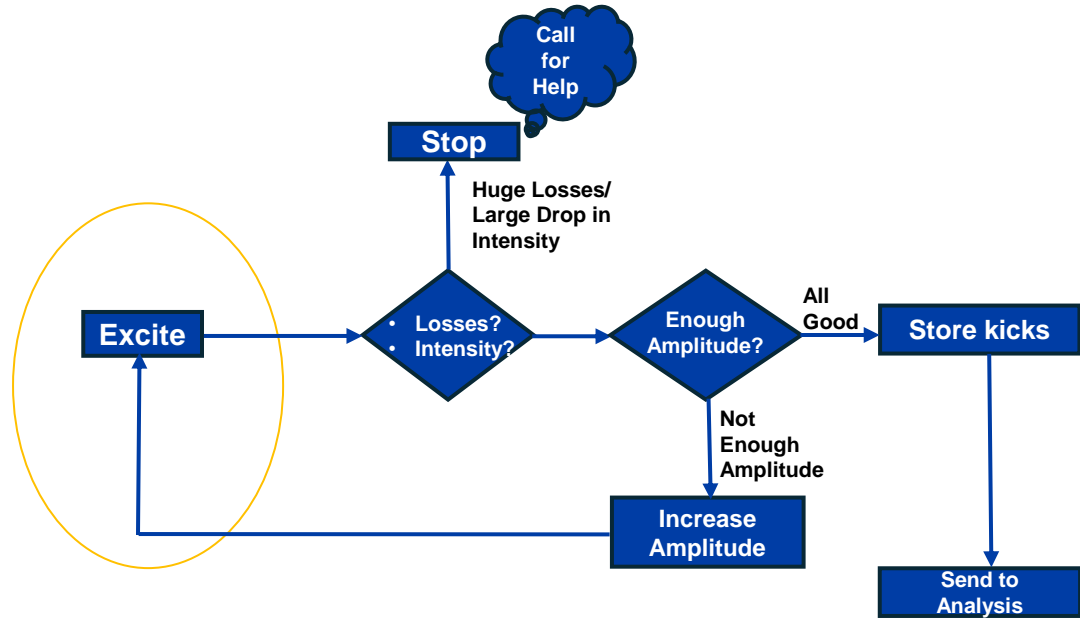 Call
for
Help
Stop
Huge Losses/
Large Drop in
Intensity
Excite
• Losses?
• Intensity?
Enough
Amplitude?
All
Good
Store kicks
Not
Enough
Amplitude
Increase
Amplitude
Send to
Analysis